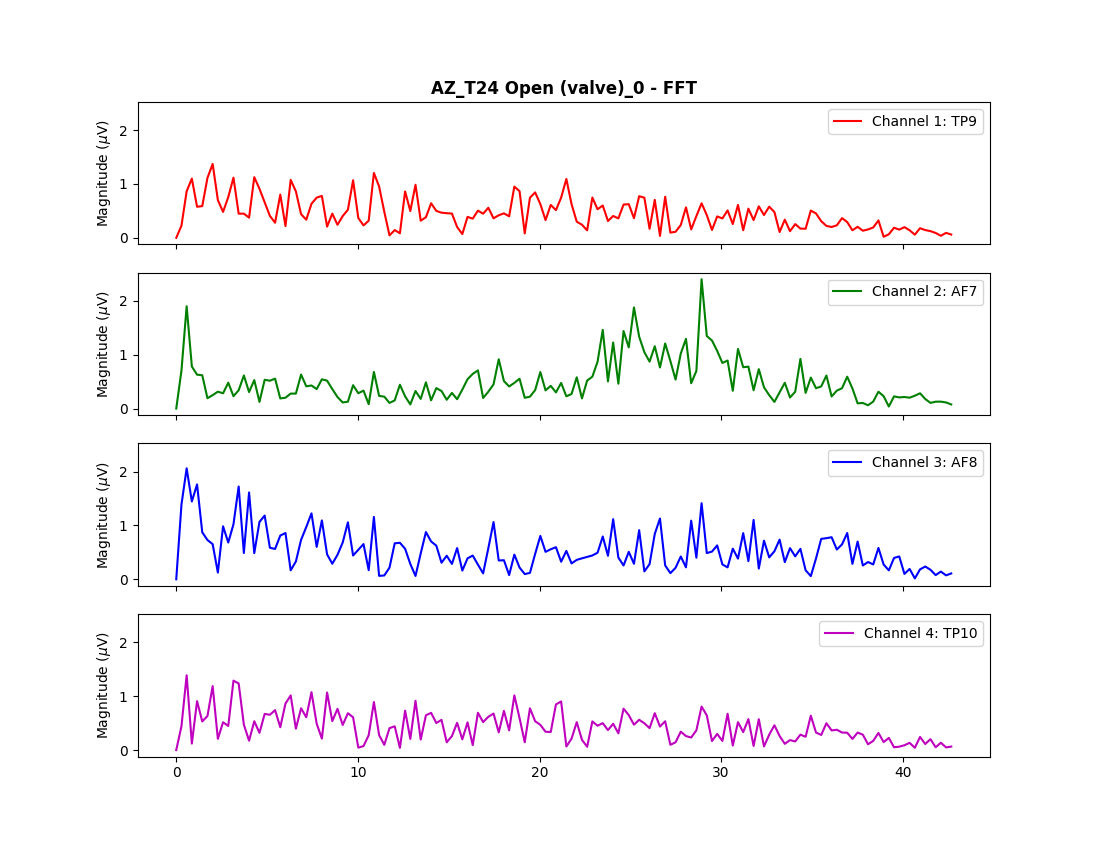 AZ_T24 Open (valve)_0 - FFT
Magnitude (μV)
2
1
0
Channel 1: TP9
Magnitude (μV)
2
1
0
Channel 2: AF7
Magnitude (μV)
2
1
0
Channel 3: AF8
Magnitude (μV)
2
1
0
Channel 4: TP10
0 10 20 30 40